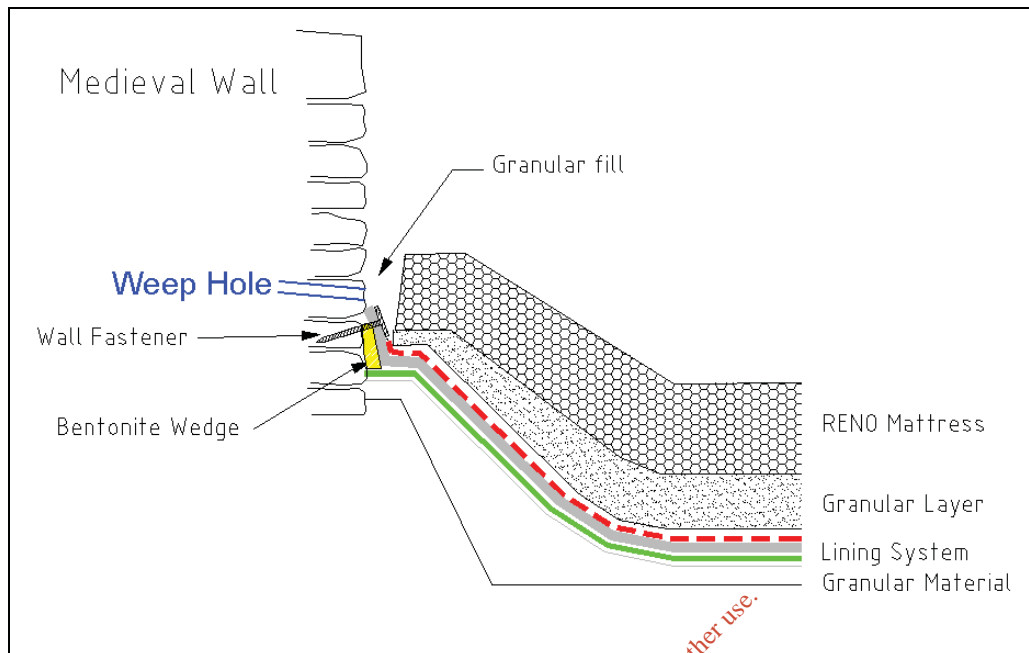 Medieval Wall
Granular fill
Weep Hole
Wall Fastener
Bentonite Wedge
RENO Mattress
Granular Layer
Lining System
Granular Material
ther use.